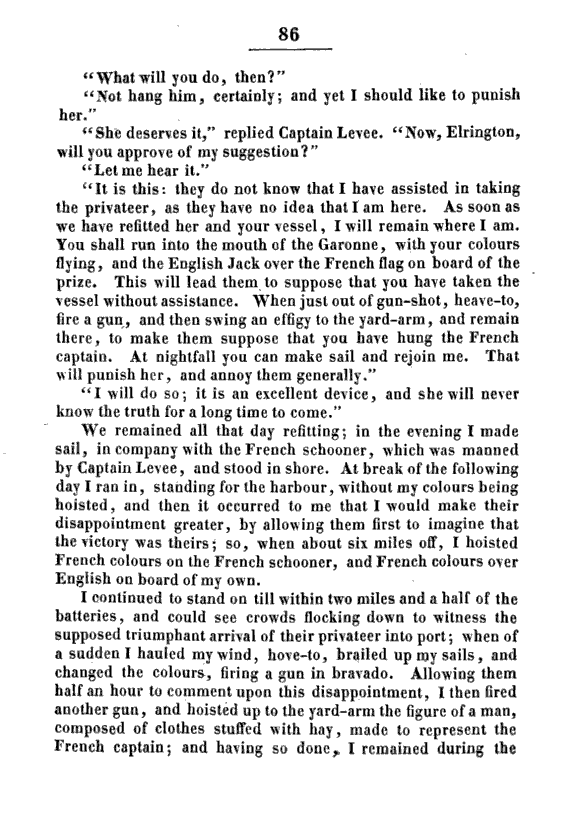 86
“What will you do, then?”
“Not hang him, certainly; and yet I should like to punish
her.”
“She deserves it,” replied Captain Levee. “Now, Elrington,
will you approve of my suggestion?”
“Let me hear it.”
“It is this: they do not know that I have assisted in taking
the privateer, as they have no idea that I am here. As soon as
we have refitted her and your vessel, I will remain where I am.
You shall run into the mouth of the Garonne, with your colours
flying, and the English Jack over the French flag on board of the
prize. This will lead them to suppose that you have taken the
vessel without assistance. When just out of gun-shot, heave-to,
fire a gun, and then swing an effigy to the yard-arm, and remain
there, to make them suppose that you have hung the French
captain. At nightfall you can make sail and rejoin me. That
will punish her, and annoy them generally.”
“I will do so; it is an excellent device, and she will never
know the truth for a long time to come.”
We remained all that day refitting; in the evening I made
sail, in company with the French schooner, which was manned
by Captain Levee, and stood in shore. At break of the following
day I ran in, standing for the harbour, without my colours being
hoisted, and then it occurred to me that I would make their
disappointment greater, by allowing them first to imagine that
the victory was theirs; so, when about six miles off, I hoisted
French colours on the French schooner, and French colours over
English on board of my own.
I continued to stand on till within two miles and a half of the
batteries, and could see crowds flocking down to witness the
supposed triumphant arrival of their privateer into port; when of
a sudden I hauled my wind, hove-to, brailed up my sails, and
changed the colours, firing a gun in bravado. Allowing them
half an hour to comment upon this disappointment, I then fired
another gun, and hoisted up to the yard-arm the figure of a man,
composed of clothes stuffed with hay, made to represent the
French captain; and having so done, I remained during the